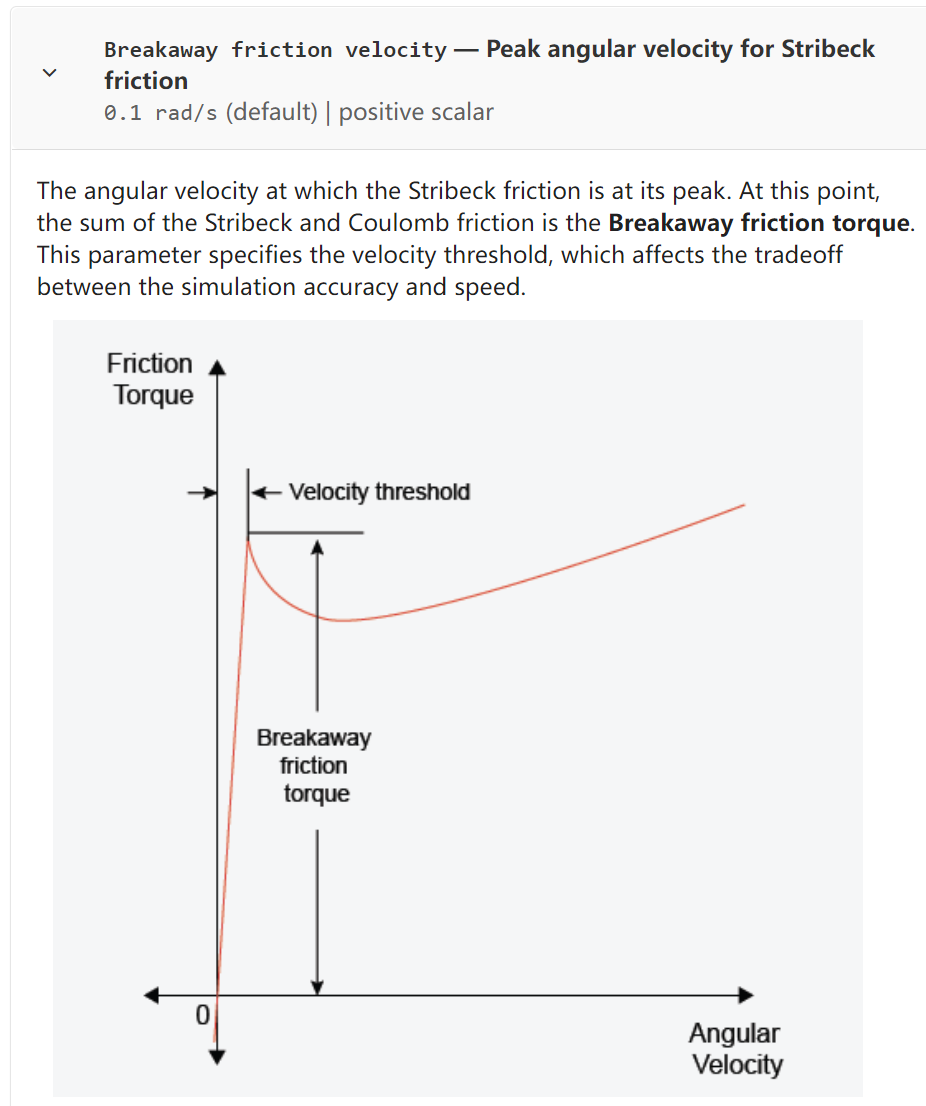 Breakaway friction velocity — Peak angular velocity for Stribeck
friction
0.1 rad/s (default) | positive scalar
The angular velocity at which the Stribeck friction is at its peak. At this point,
the sum of the Stribeck and Coulomb friction is the Breakaway friction torque.
This parameter specifies the velocity threshold, which affects the tradeoff
between the simulation accuracy and speed.
Friction
Torque
Velocity threshold
Breakaway
friction
torque
0
Angular
Velocity